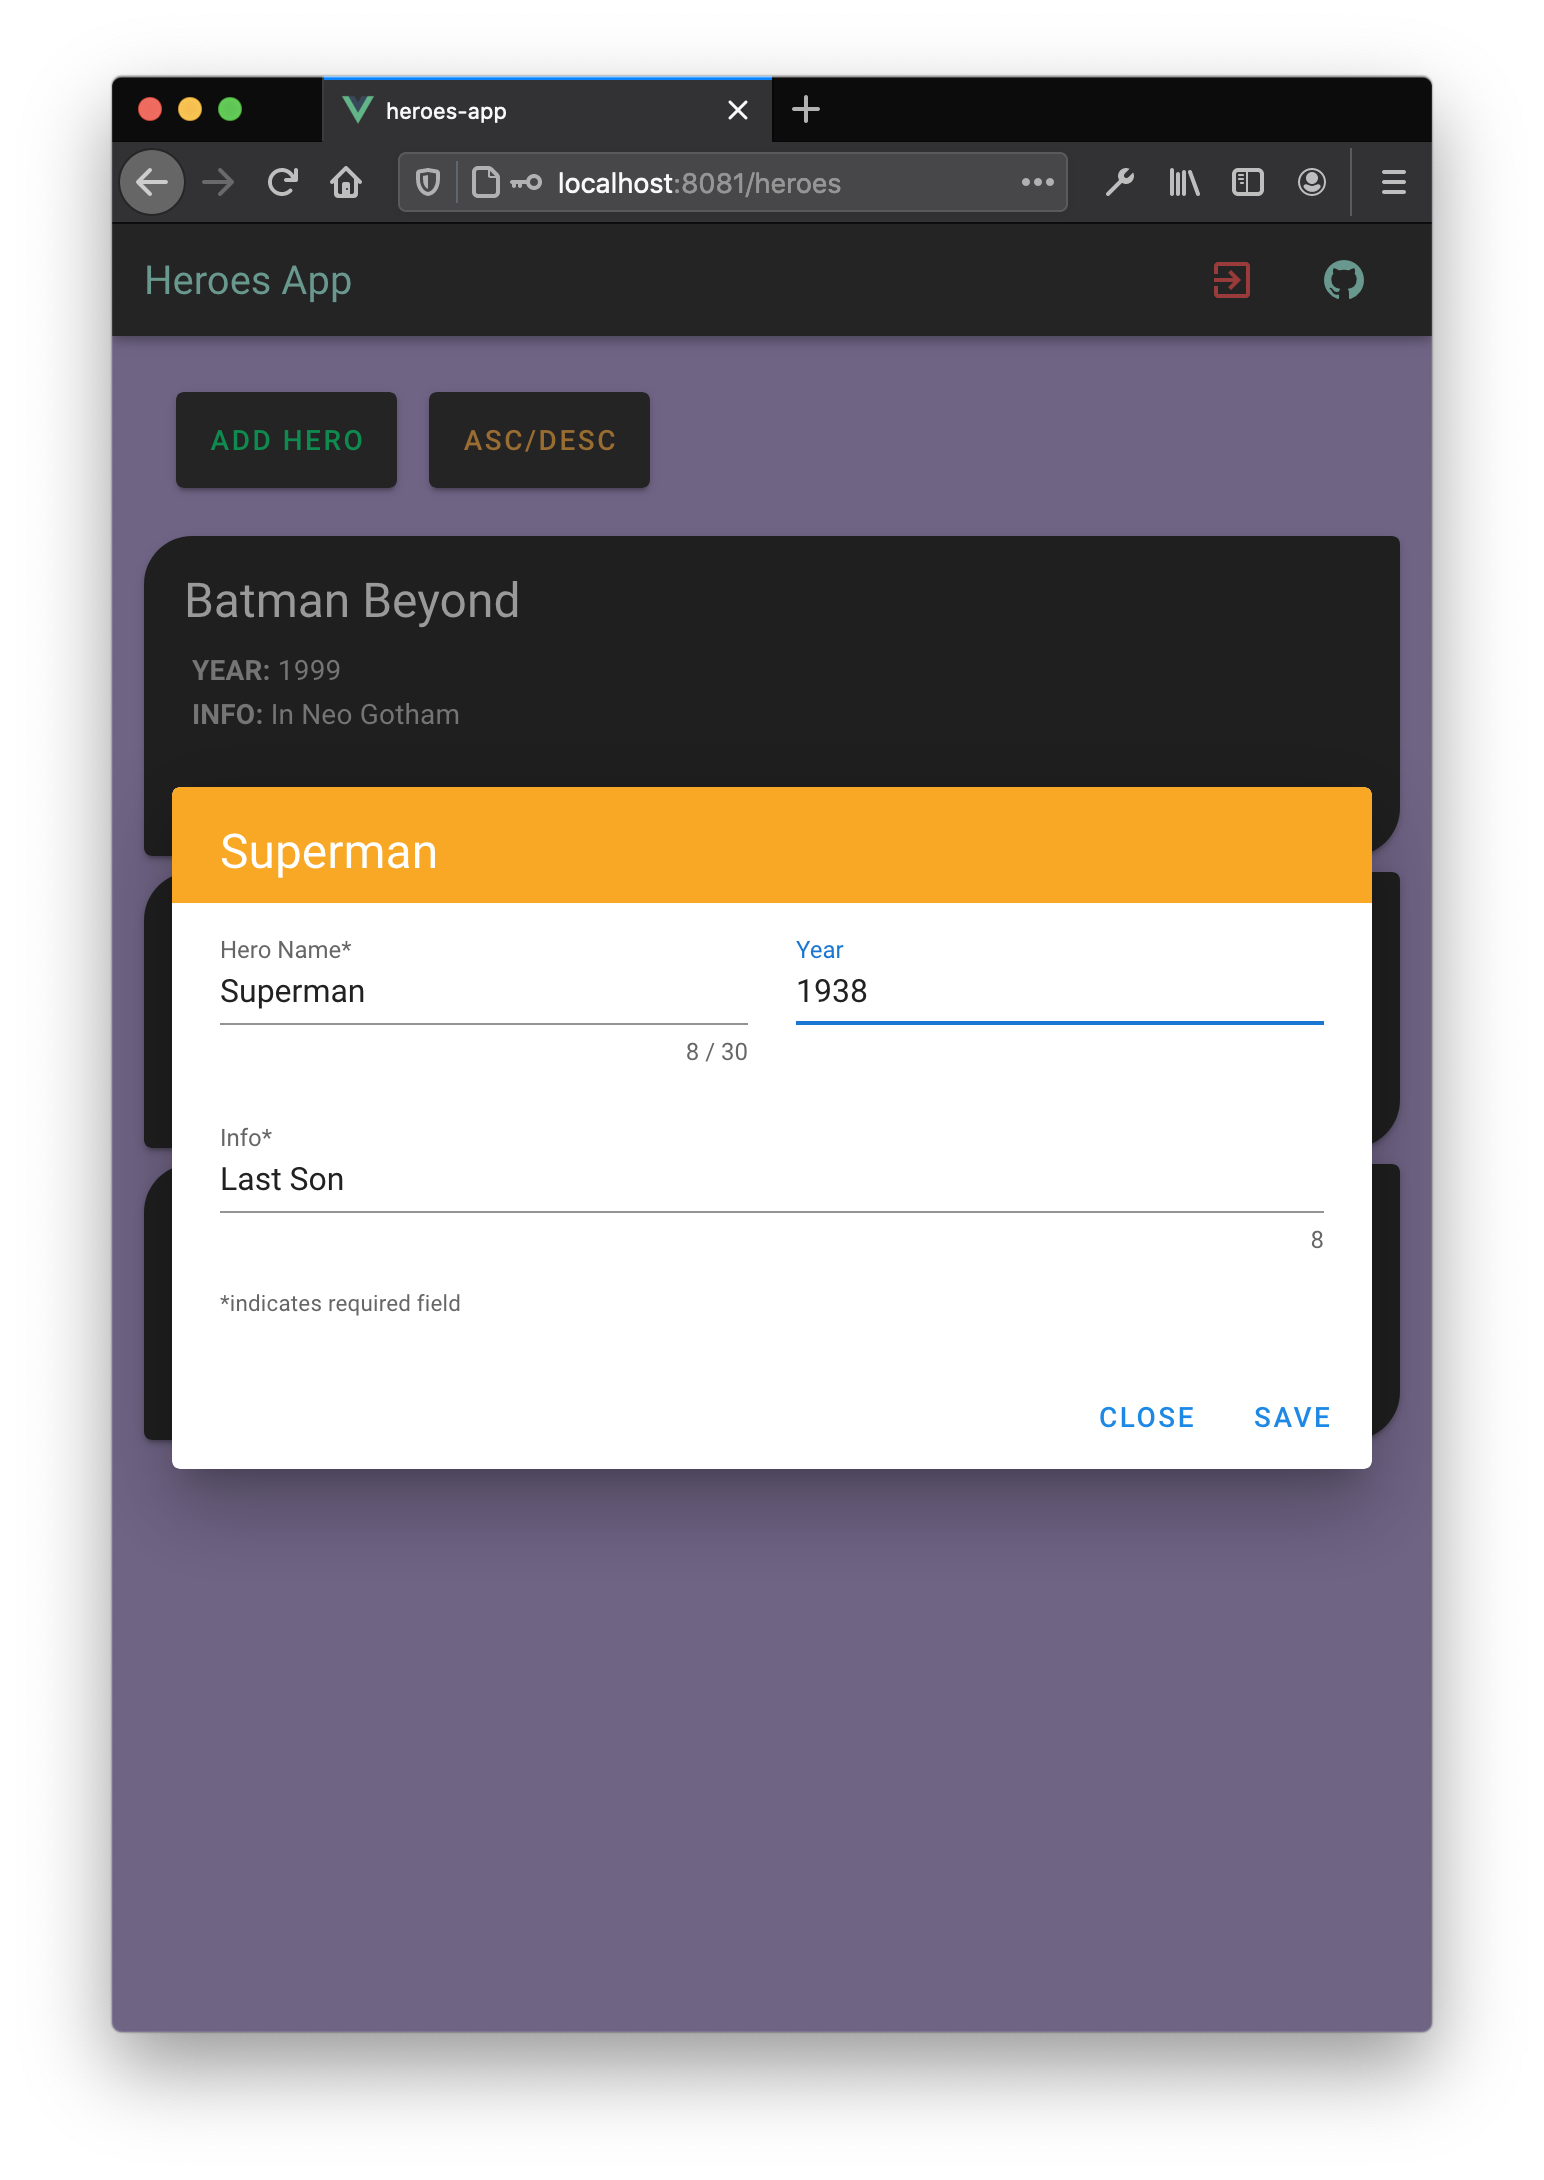 heroes-app
localhost:8081/heroes
Heroes App
ADD HERO
ASC/DESC
Batman Beyond
YEAR: 1999
INFO: In Neo Gotham
Superman
Hero Name*
Superman
8 / 30
Year
1938
Info*
Last Son
8
*indicates required field
CLOSE
SAVE